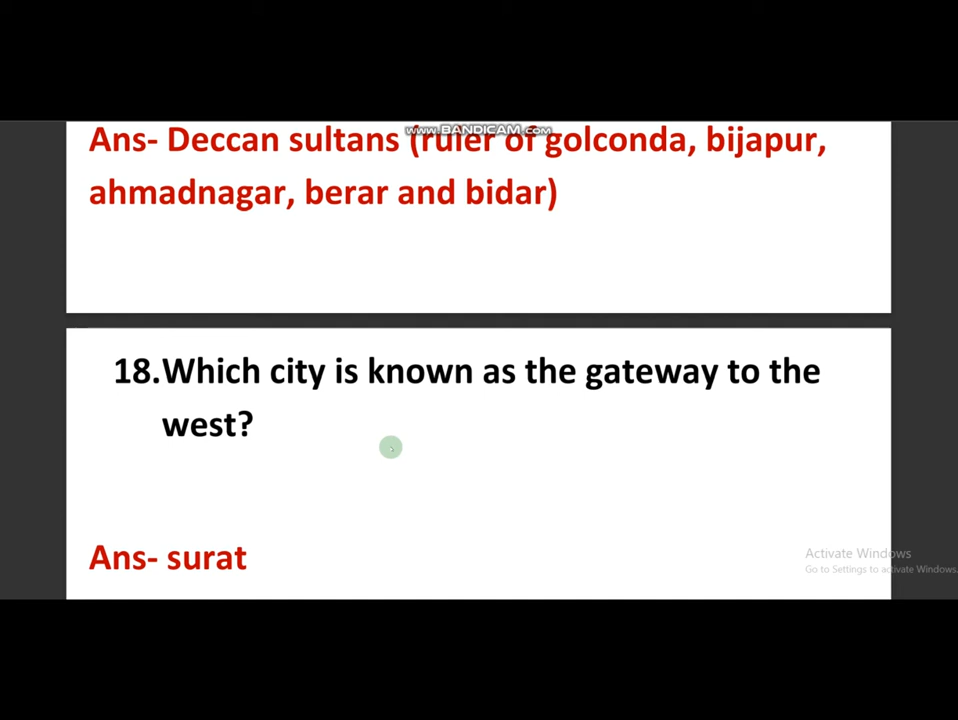 www.BANDICAM.com
Ans- Deccan sultans (ruler of golconda, bijapur,
ahmadnagar, berar and bidar)
18.Which city is known as the gateway to the
west?
Ans- surat
Activate Windows
Go to Settings to activate Windows.